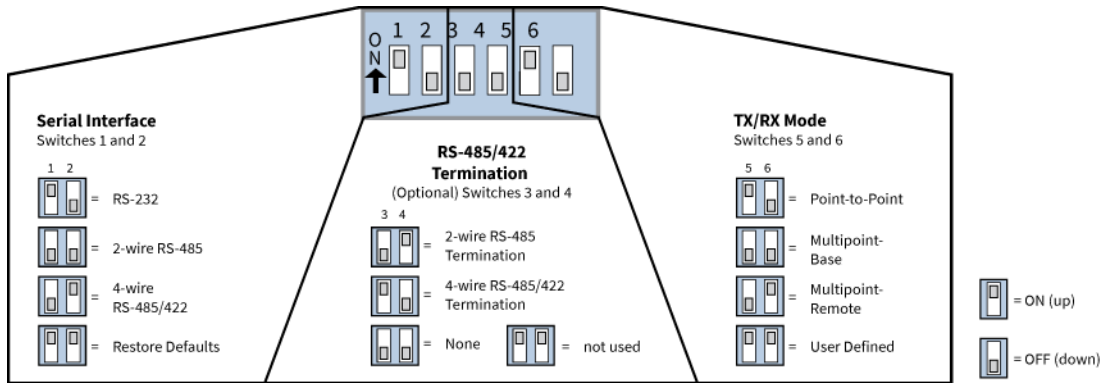 O
N
1 2 3 4 5 6
Serial Interface
Switches 1 and 2
1 2
= RS-232
= 2-wire RS-485
= 4-wire
RS-485/422
= Restore Defaults
RS-485/422
Termination
(Optional) Switches 3 and 4
3 4
= 2-wire RS-485
Termination
= 4-wire RS-485/422
Termination
= None
= not used
TX/RX Mode
Switches 5 and 6
5 6
= Point-to-Point
= Multipoint-
Base
= Multipoint-
Remote
= User Defined
= ON (up)
= OFF (down)